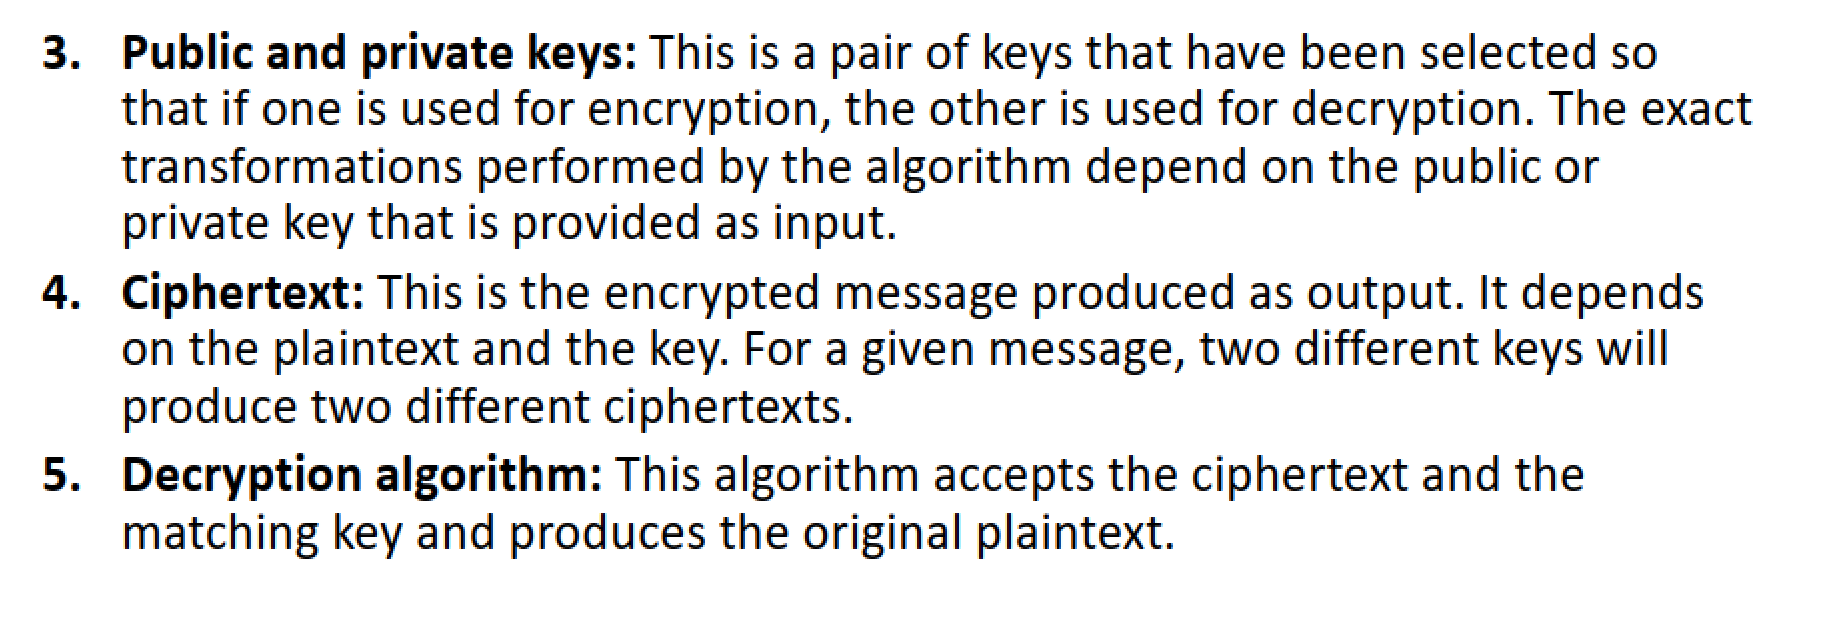 3. Public and private keys: This is a pair of keys that have been selected so
that if one is used for encryption, the other is used for decryption. The exact
transformations performed by the algorithm depend on the public or
private key that is provided as input.
4. Ciphertext: This is the encrypted message produced as output. It depends
on the plaintext and the key. For a given message, two different keys will
produce two different ciphertexts.
5. Decryption algorithm: This algorithm accepts the ciphertext and the
matching key and produces the original plaintext.